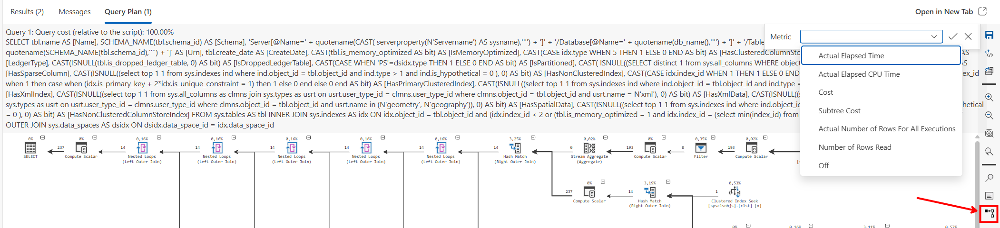 Results (2)
Messages
Query Plan (1)
Open in New Tab
Metric
Actual Elapsed Time
Actual Elapsed CPU Time
Cost
Subtree Cost
Actual Number of Rows For All Executions
Number of Rows Read
Off
Query 1: Query cost (relative to the script): 100.00%
SELECT tbl.name AS [Name], SCHEMA_NAME(tbl.schema_id) AS [Schema], 'Server[@Name=' + quotename(CAST( serverproperty(N'Servername') AS sysname),'''') + ']' + '/Database[@Name=' + quotename(db_name(),'''') + ']' + '/Table
quotename(SCHEMA_NAME(tbl.schema_id),'''') + ']' AS [Urn], tbl.create_date AS [CreateDate], CAST(tbl.is_memory_optimized AS bit) AS [IsMemoryOptimized], CAST(CASE idx.type WHEN 5 THEN 1 ELSE 0 END AS bit) AS [HasClusteredColumnSto AS
[LedgerType], CAST(ISNULL(tbl.is_dropped_ledger_table, 0) AS bit) AS [IsDroppedLedgerTable], CAST(CASE WHEN 'PS'=dsidx.type THEN 1 ELSE 0 END AS bit) AS [IsPartitioned], CAST( ISNULL((SELECT distinct 1 from sys.all_columns WHERE object AS
[HasSparseColumn], CAST(ISNULL((select top 1 1 from sys.indexes ind where ind.object_id = tbl.object_id and ind.type > 1 and ind.is_hypothetical = 0 ), 0) AS bit) AS [HasNonClusteredIndex], CAST(CASE idx.index_id WHEN 1 THEN 1 ELSE 0 END ex_id
when 1 then case when (idx.is_primary_key + 2*idx.is_unique_constraint = 1) then 1 else 0 end else 0 end AS bit) AS [HasPrimaryClusteredIndex], CAST(ISNULL((select top 1 1 from sys.indexes ind where ind.object_id = tbl.object_id and ind.type = AS
[HasXmlIndex], CAST(ISNULL((select top 1 1 from sys.all_columns as clmns join sys.types as usrt on usrt.user_type_id = clmns.user_type_id where clmns.object_id = tbl.object_id and usrt.name = N'xml'), 0) AS bit) AS [HasXmlData], CAST(ISNULL((s
sys.types as usrt on usrt.user_type_id = clmns.user_type_id where clmns.object_id = tbl.object_id and usrt.name in (N'geometry', N'geography')), 0) AS bit) AS [HasSpatialData], CAST(ISNULL((select top 1 1 from sys.indexes ind where ind.object_id othetical
= 0 ), 0) AS bit) AS [HasNonClusteredColumnStoreIndex] FROM sys.tables AS tbl INNER JOIN sys.indexes AS idx ON idx.object_id = tbl.object_id and (idx.index_id < 2 or (tbl.is_memory_optimized = 1 and idx.index_id = (select min(index_id) from
OUTER JOIN sys.data_spaces AS dsidx ON dsidx.data_space_id = idx.data_space_id
0% 0% 0,16% 0,16% 0,16% 0,16% 0,16% 3,25% 0,02% 0% 0,35% 0,02%
237 14 14 14 14 14 14 0 193 0 193
SELECT Compute Scalar Nested Loops Nested Loops Nested Loops Nested Loops Nested Loops Hash Match Stream Aggregate Compute Scalar Filter Compute Scalar
(Left Outer Join) (Left Outer Join) (Left Outer Join) (Left Outer Join) (Left Outer Join) (Right Outer Join) (Aggregate) [s
0% 3,19% 0,53%
237 14 1
Compute Scalar Hash Match Clustered Index Seek
(Right Outer Join) [sysclsobjs].[clst] [o]
0% 0,16% 3,11% 0,57%